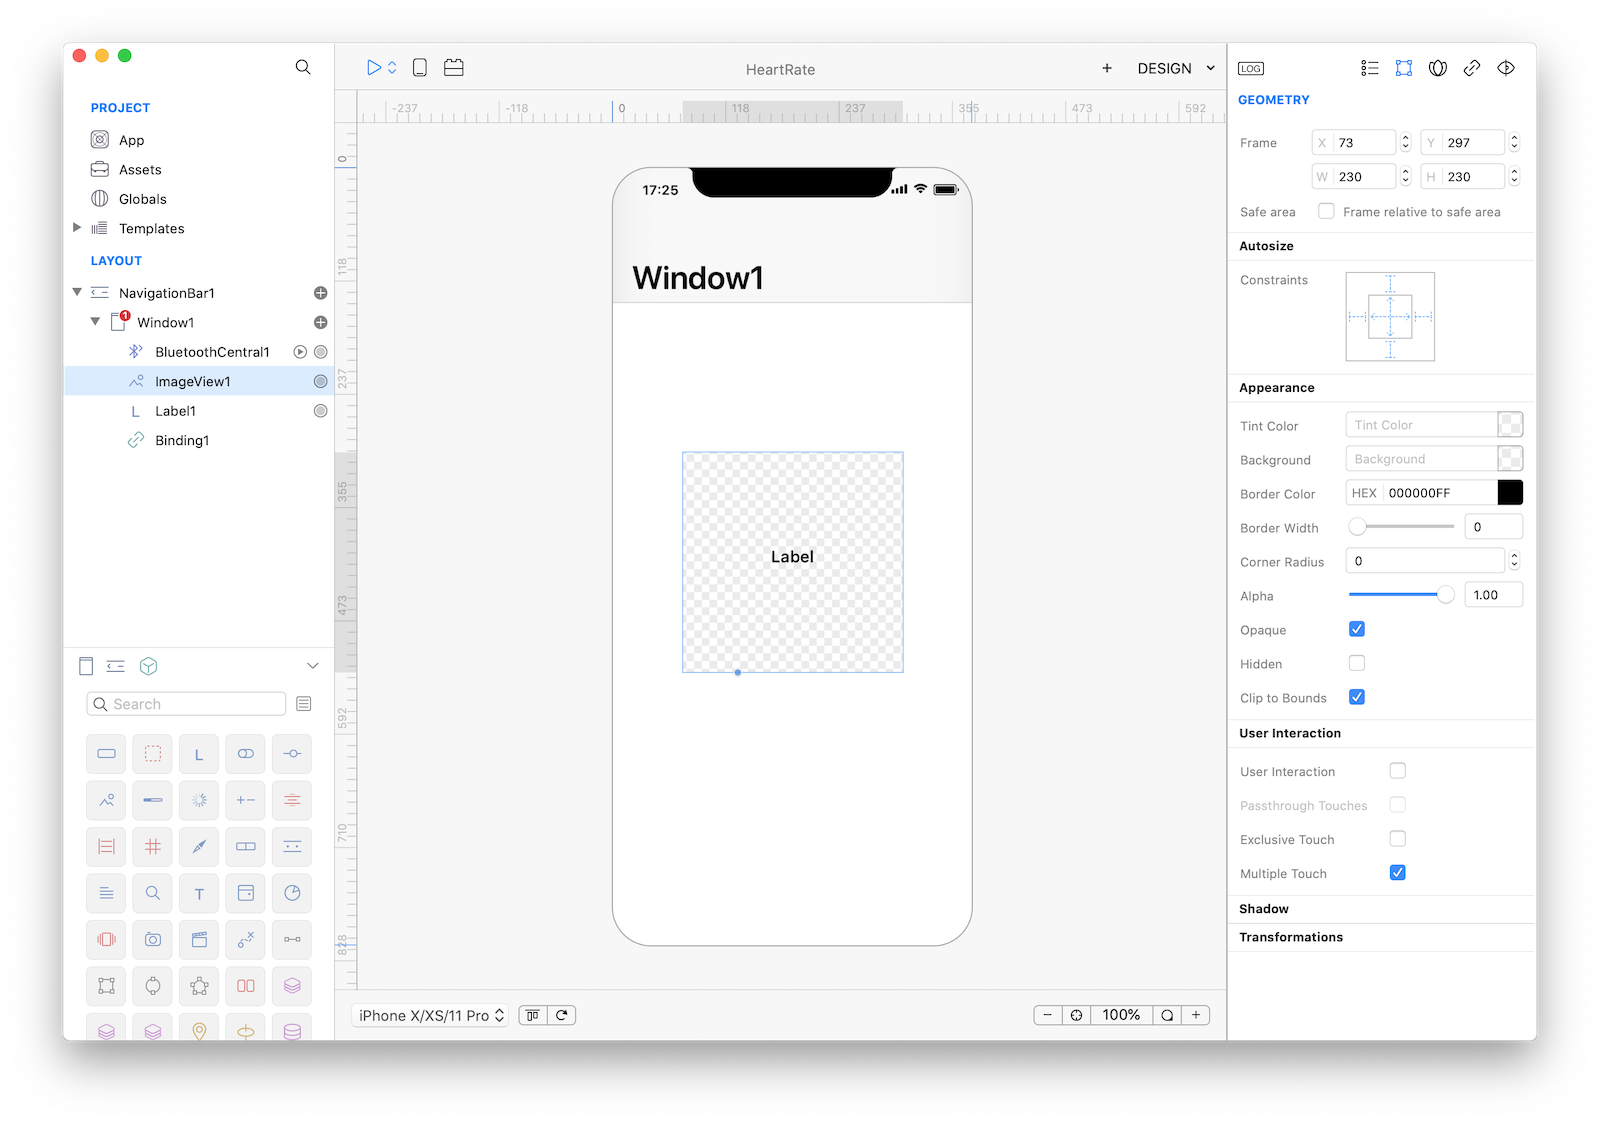 HeartRate
+ DESIGN
LOG
PROJECT
App
Assets
Globals
Templates
LAYOUT
NavigationBar1
Window1
1
BluetoothCentral1
ImageView1
L Label1
Binding1
Search
L
T
-237 -118 0 118 237 355 473 592
0
118
237
355
473
592
710
828
17:25
Window1
Label
iPhone X/XS/11 Pro
100%
GEOMETRY
Frame X 73 Y 297
W 230 H 230
Safe area Frame relative to safe area
Autosize
Constraints
Appearance
Tint Color Tint Color
Background Background
Border Color HEX 000000FF
Border Width 0
Corner Radius 0
Alpha 1.00
Opaque
Hidden
Clip to Bounds
User Interaction
User Interaction
Passthrough Touches
Exclusive Touch
Multiple Touch
Shadow
Transformations